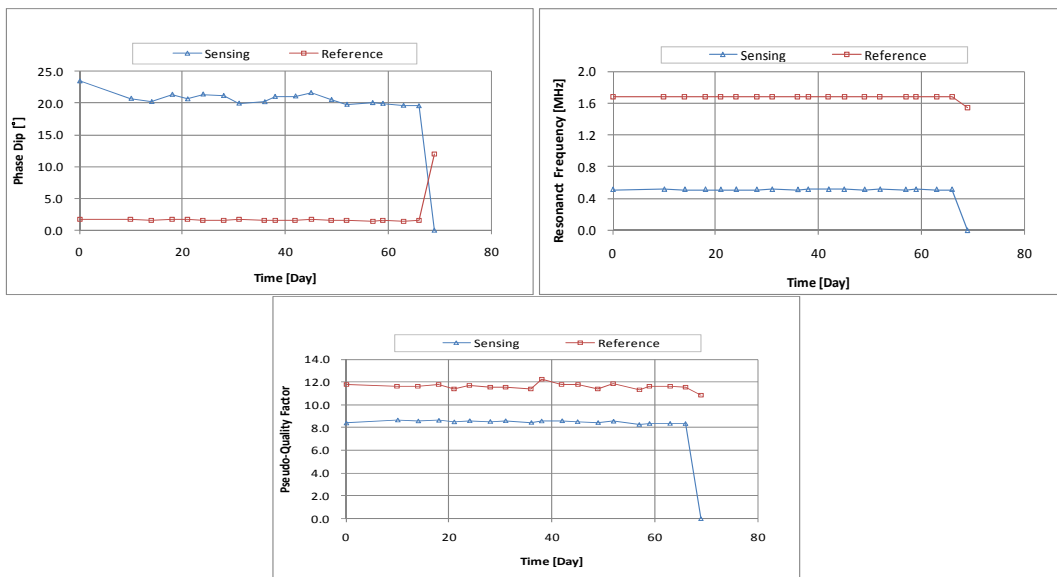 Sensing Reference
25.0
20.0
15.0
10.0
5.0
0.0
Phase Dip [°]
0 20 40 60 80
Time [Day]
Sensing Reference
2.0
1.6
1.2
0.8
0.4
0.0
Resonanct Frequency [MHz]
0 20 40 60 80
Time [Day]
Sensing Reference
14.0
12.0
10.0
8.0
6.0
4.0
2.0
0.0
Pseudo-Quality Factor
0 20 40 60 80
Time [Day]